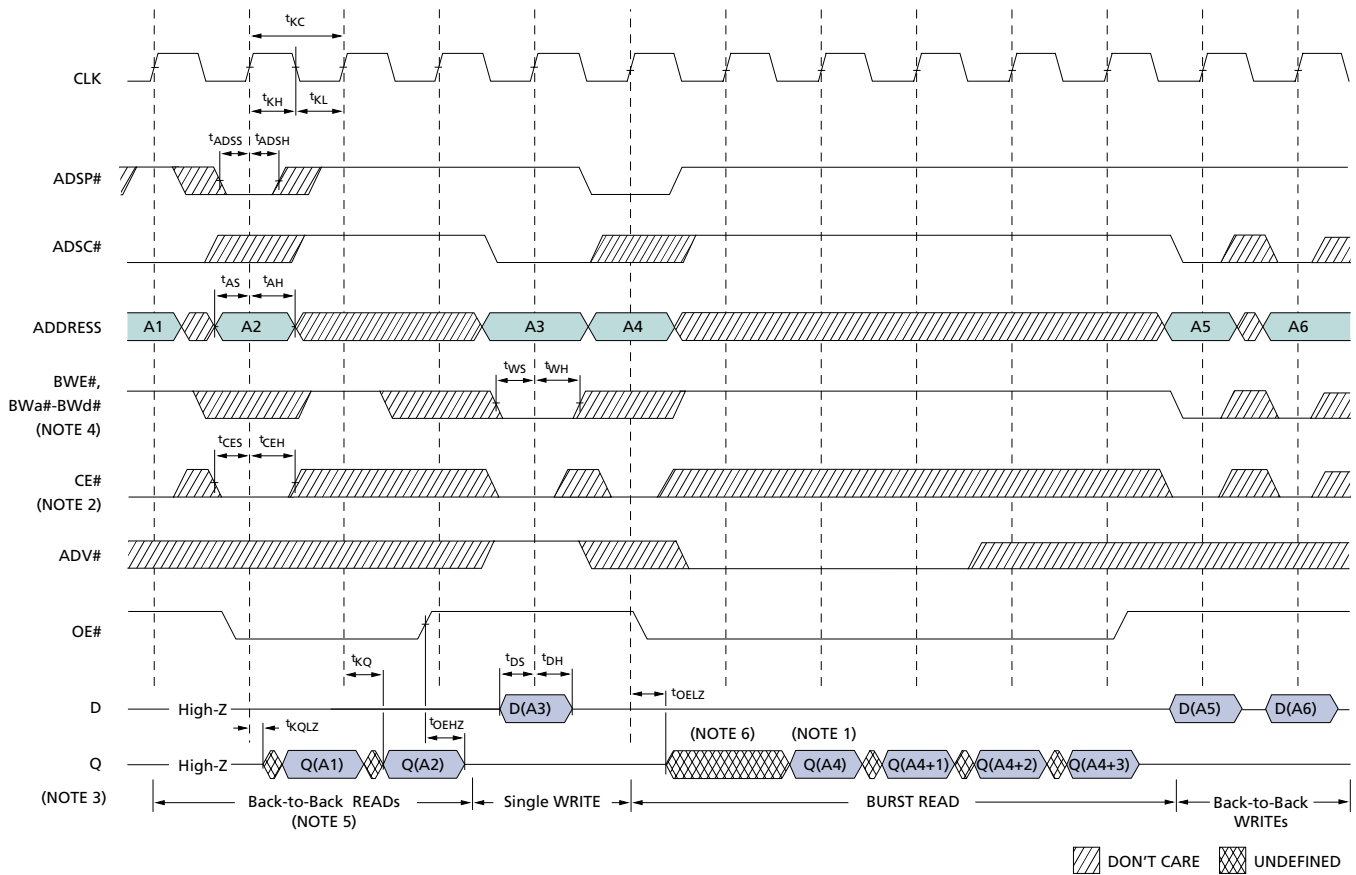 tKC
CLK
tKH
tKL
tADSS
tADSH
ADSP#
ADSC#
tAS
tAH
ADDRESS
A1
A2
A3
A4
A5
A6
BWE#,
BWa#-BWd#
(NOTE 4)
tWS
tWH
tCES
tCEH
CE#
(NOTE 2)
ADV#
OE#
tKQ
tDS
tDH
tOELZ
D
High-Z
D(A3)
D(A5)
D(A6)
tKQLZ
tOEHZ
(NOTE 6)
(NOTE 1)
Q
High-Z
Q(A1)
Q(A2)
Q(A4)
Q(A4+1)
Q(A4+2)
Q(A4+3)
(NOTE 3)
Back-to-Back READs
(NOTE 5)
Single WRITE
BURST READ
Back-to-Back
WRITEs
DON'T CARE
UNDEFINED